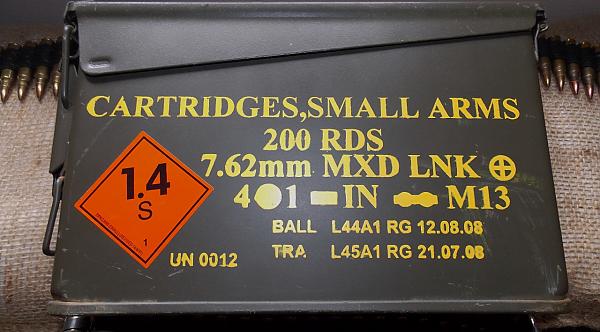 CARTRIDGES,SMALL ARMS
200 RDS
7.62mm MXD LNK
4 1 IN M13
BALL L44A1 RG 12.08.08
TRA L45A1 RG 21.07.08
1.4
S
1
UN 0012